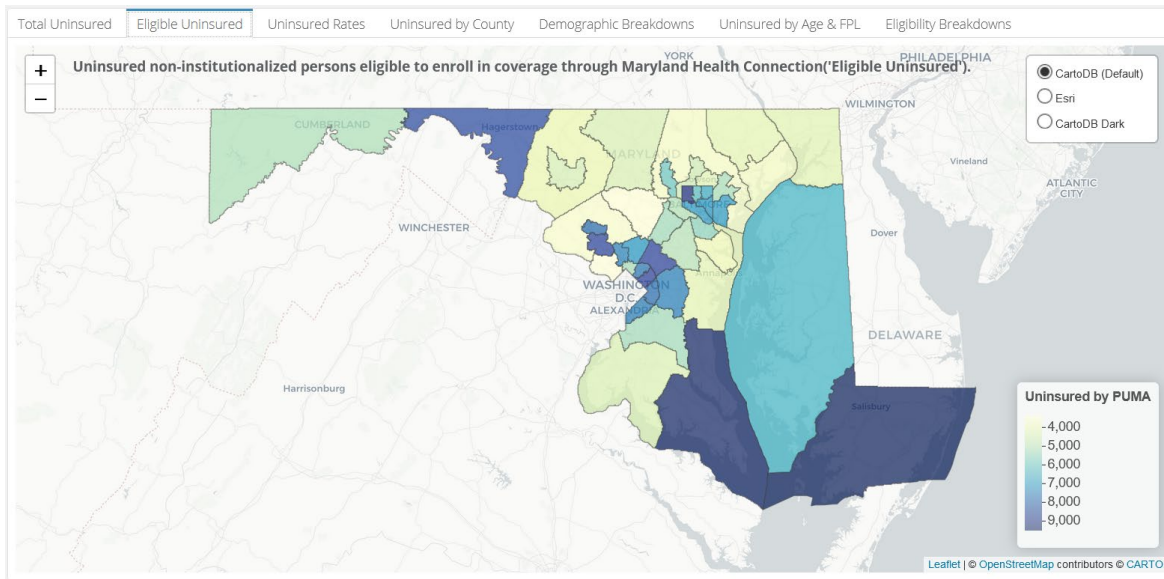 Total Uninsured
Eligible Uninsured
Uninsured Rates
Uninsured by County
Demographic Breakdowns
Uninsured by Age & FPL
Eligibility Breakdowns
+
−
Uninsured non-institutionalized persons eligible to enroll in coverage through Maryland Health Connection('Eligible Uninsured').
CartoDB (Default)
Esri
CartoDB Dark
YORK
PHILADELPHIA
WILMINGTON
Vineland
ATLANTIC
CITY
CUMBERLAND
Hagerstown
MARYLAND
WINCHESTER
Dover
WASHINGTON
D.C.
ALEXANDRIA
DELAWARE
Harrisonburg
Salisbury
Uninsured by PUMA
4,000
5,000
6,000
7,000
8,000
9,000
Leaflet | © OpenStreetMap contributors © CARTO